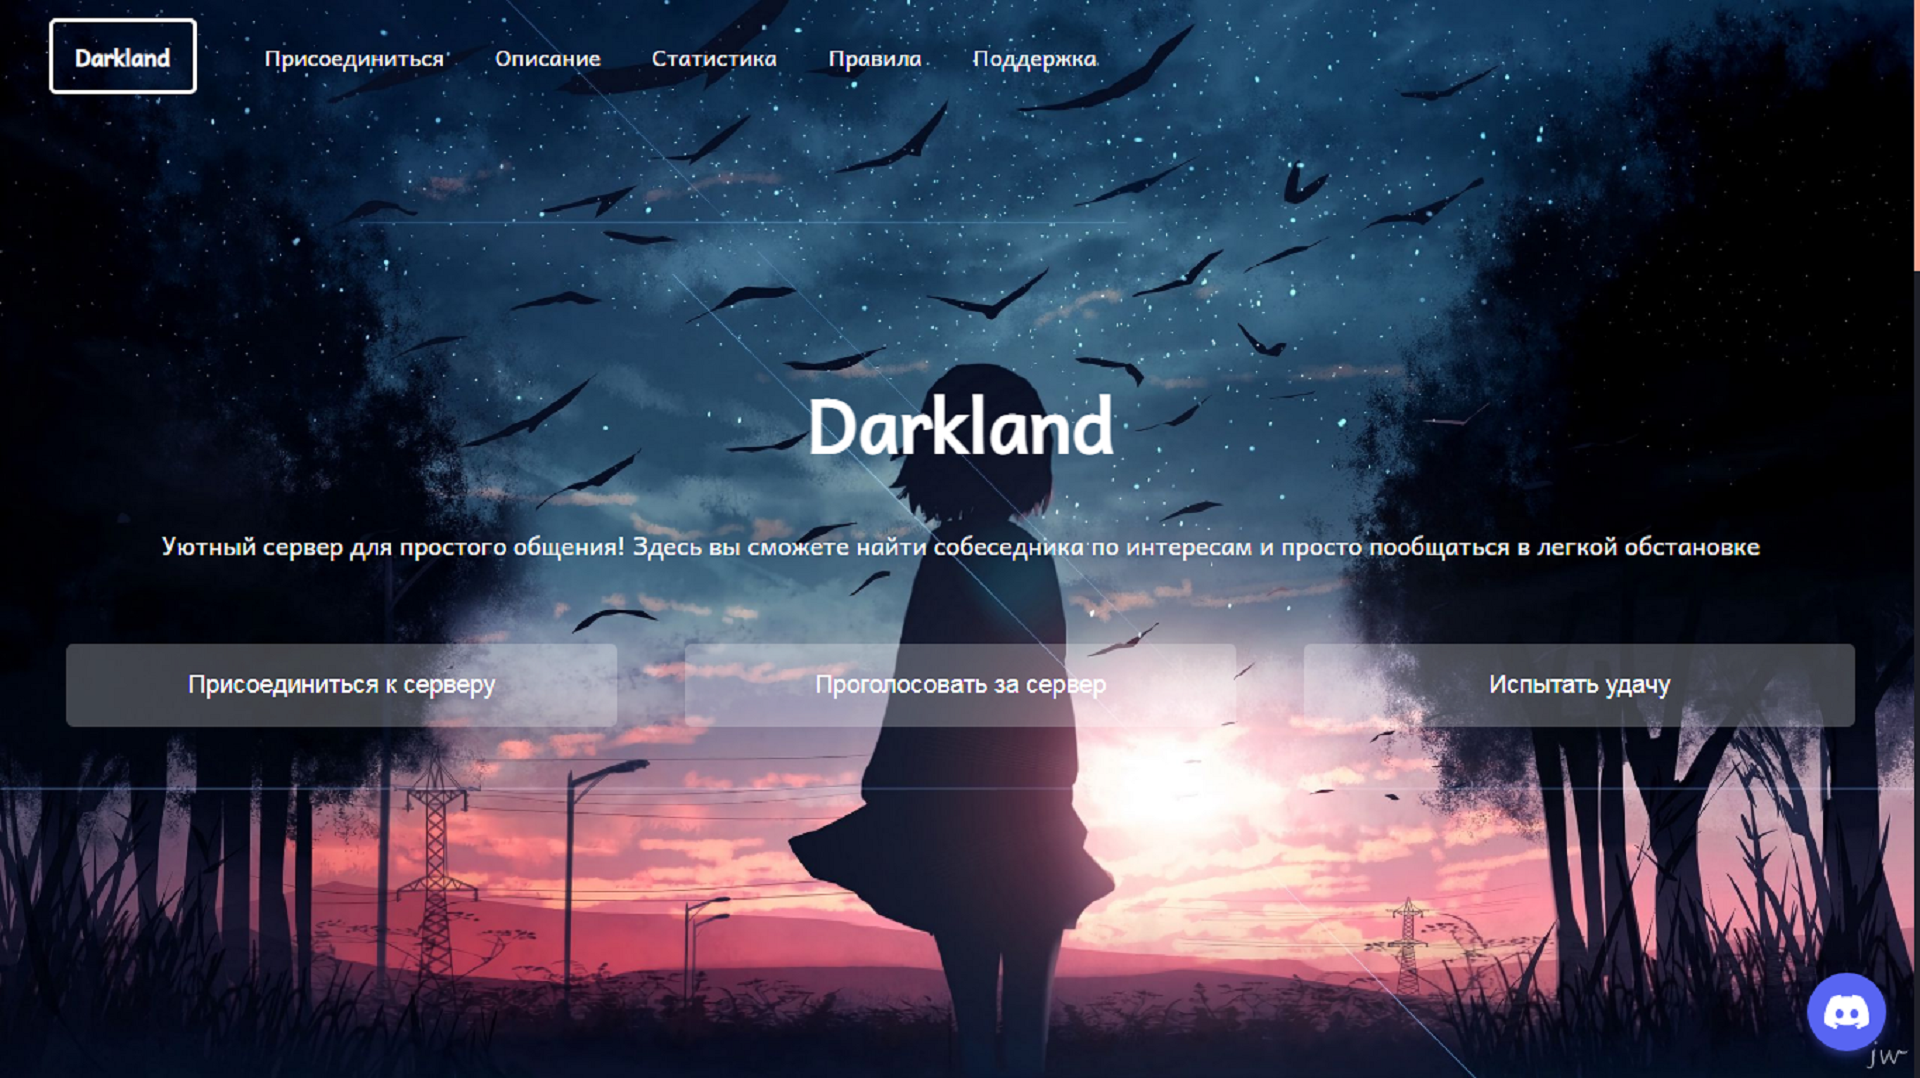 Darkland
Присоединиться Описание Статистика Правила Поддержка
Darkland
Уютный сервер для простого общения! Здесь вы сможете найти собеседника по интересам и просто пообщаться в легкой обстановке
Присоединиться к серверу Проголосовать за сервер Испытать удачу
jw~